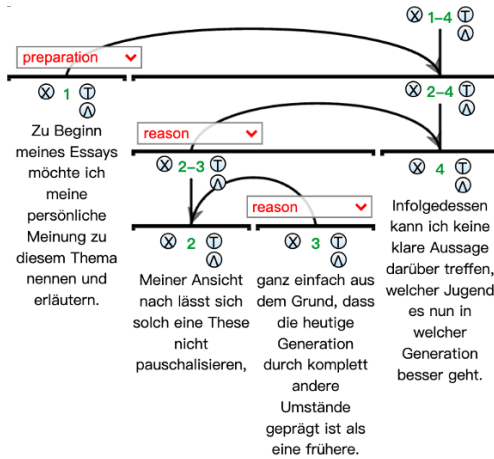 1-4
preparation
1
2-4
Zu Beginn
meines Essays
möchte ich
meine
persönliche
Meinung zu
diesem Thema
nennen und
erläutern.
reason
2-3
4
Infolgedessen
kann ich keine
klare Aussage
darüber treffen,
welcher Jugend
es nun in
welcher
Generation
besser geht.
reason
2
3
Meiner Ansicht
nach lässt sich
solch eine These
nicht
pauschalisieren,
ganz einfach aus
dem Grund, dass
die heutige
Generation
durch komplett
andere
Umstände
geprägt ist als
eine frühere.